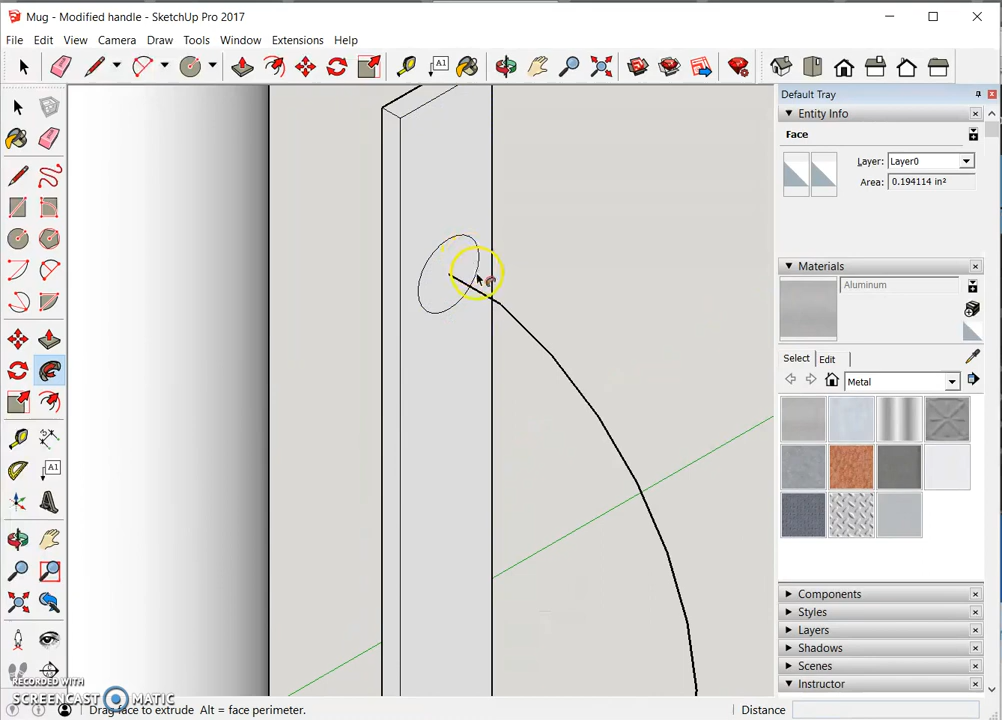 Mug - Modified handle - SketchUp Pro 2017
File Edit View Camera Draw Tools Window Extensions Help
A1
Default Tray
Entity Info
Face
Layer: Layer0
Area: 0.194114 in²
Materials
Aluminum
Select Edit
Metal
A1
Components
Styles
Layers
Shadows
Scenes
Instructor
RECORDED WITH
SCREENCAST MATIC
Drag face to extrude Alt = face perimeter.
Distance